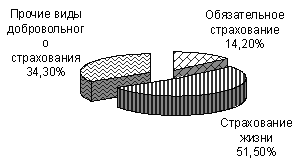 Прочие виды
добровольног
о
страхования
34,30%
Обязательное
страхование
14,20%
Страхование
жизни
51,50%